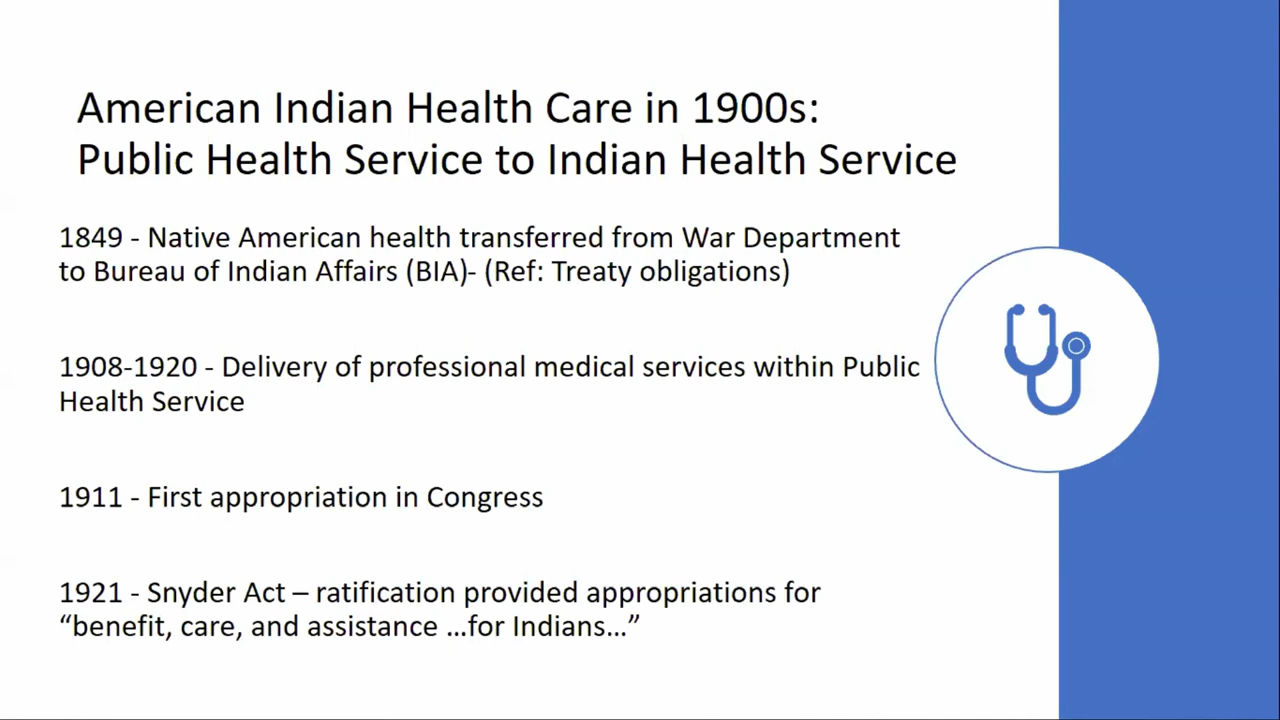 American Indian Health Care in 1900s:
Public Health Service to Indian Health Service
1849 - Native American health transferred from War Department
to Bureau of Indian Affairs (BIA)- (Ref: Treaty obligations)
1908-1920 - Delivery of professional medical services within Public
Health Service
1911 - First appropriation in Congress
1921 - Snyder Act – ratification provided appropriations for
“benefit, care, and assistance …for Indians…”